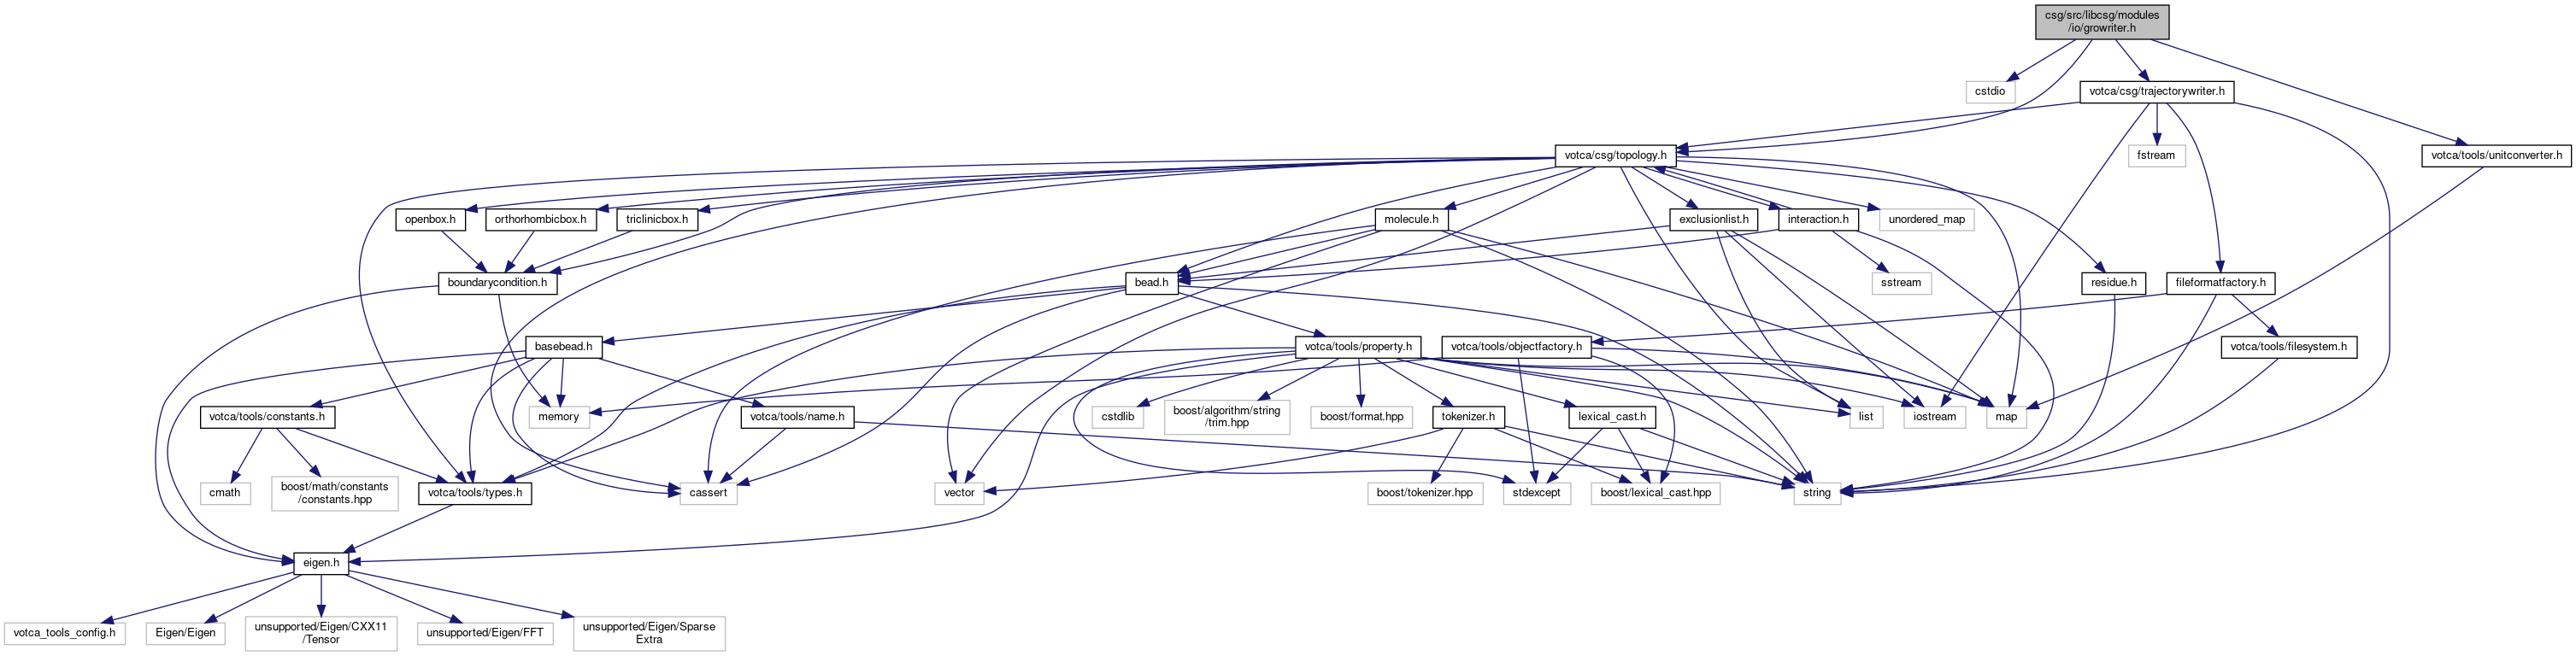 csg/src/libcsg/modules
/io/growriter.h
cstdio
votca/csg/trajectorywriter.h
votca/csg/topology.h
fstream
votca/tools/unitconverter.h
openbox.h
orthorhombicbox.h
triclinicbox.h
molecule.h
exclusionlist.h
interaction.h
unordered_map
boundarycondition.h
bead.h
sstream
residue.h
fileformatfactory.h
basebead.h
votca/tools/property.h
votca/tools/objectfactory.h
votca/tools/filesystem.h
votca/tools/constants.h
memory
votca/tools/name.h
cstdlib
boost/algorithm/string
/trim.hpp
boost/format.hpp
tokenizer.h
lexical_cast.h
list
iostream
map
cmath
boost/math/constants
/constants.hpp
votca/tools/types.h
cassert
vector
boost/tokenizer.hpp
stdexcept
boost/lexical_cast.hpp
string
eigen.h
votca_tools_config.h
Eigen/Eigen
unsupported/Eigen/CXX11
/Tensor
unsupported/Eigen/FFT
unsupported/Eigen/Sparse
Extra